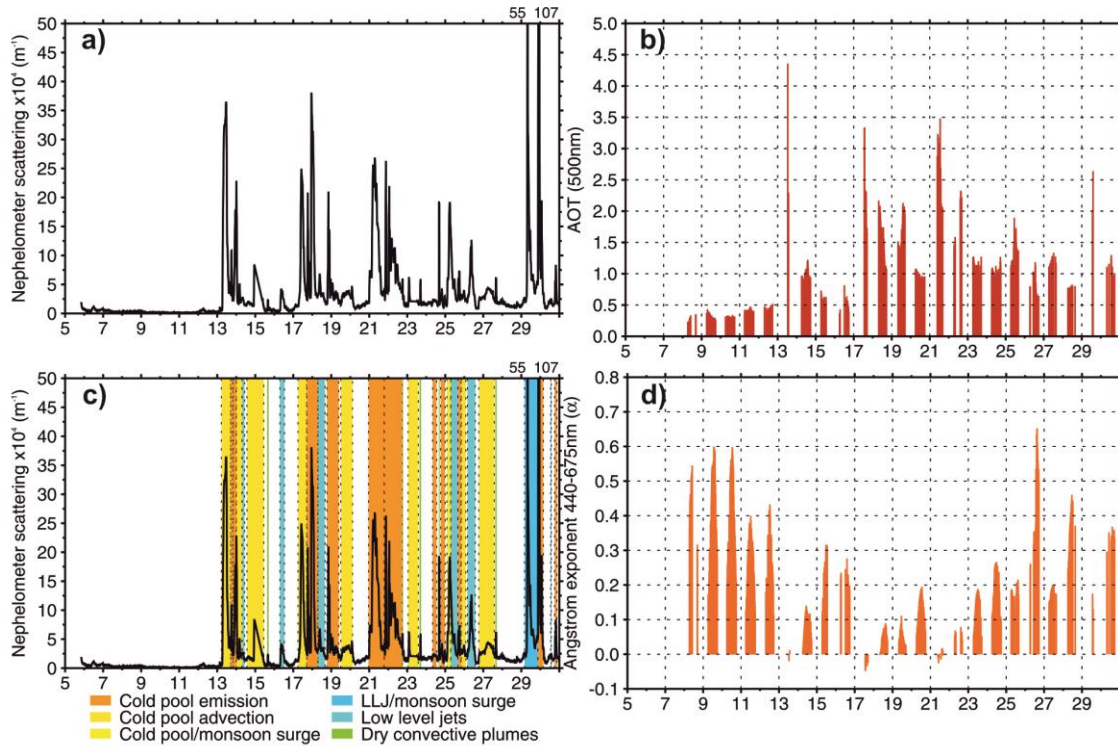 55 107
a)
Nephelometer scattering x10⁴ (m⁻¹)
50
45
40
35
30
25
20
15
10
5
0
5 7 9 11 13 15 17 19 21 23 25 27 29
b)
AOT (500nm)
5.0
4.5
4.0
3.5
3.0
2.5
2.0
1.5
1.0
0.5
0.0
5 7 9 11 13 15 17 19 21 23 25 27 29
55 107
c)
Nephelometer scattering x10⁴ (m⁻¹)
50
45
40
35
30
25
20
15
10
5
0
5 7 9 11 13 15 17 19 21 23 25 27 29
Cold pool emission
Cold pool advection
Cold pool/monsoon surge
LLJ/monsoon surge
Low level jets
Dry convective plumes
d)
Angstrom exponent 440-675nm (α)
0.8
0.7
0.6
0.5
0.4
0.3
0.2
0.1
0.0
-0.1
5 7 9 11 13 15 17 19 21 23 25 27 29